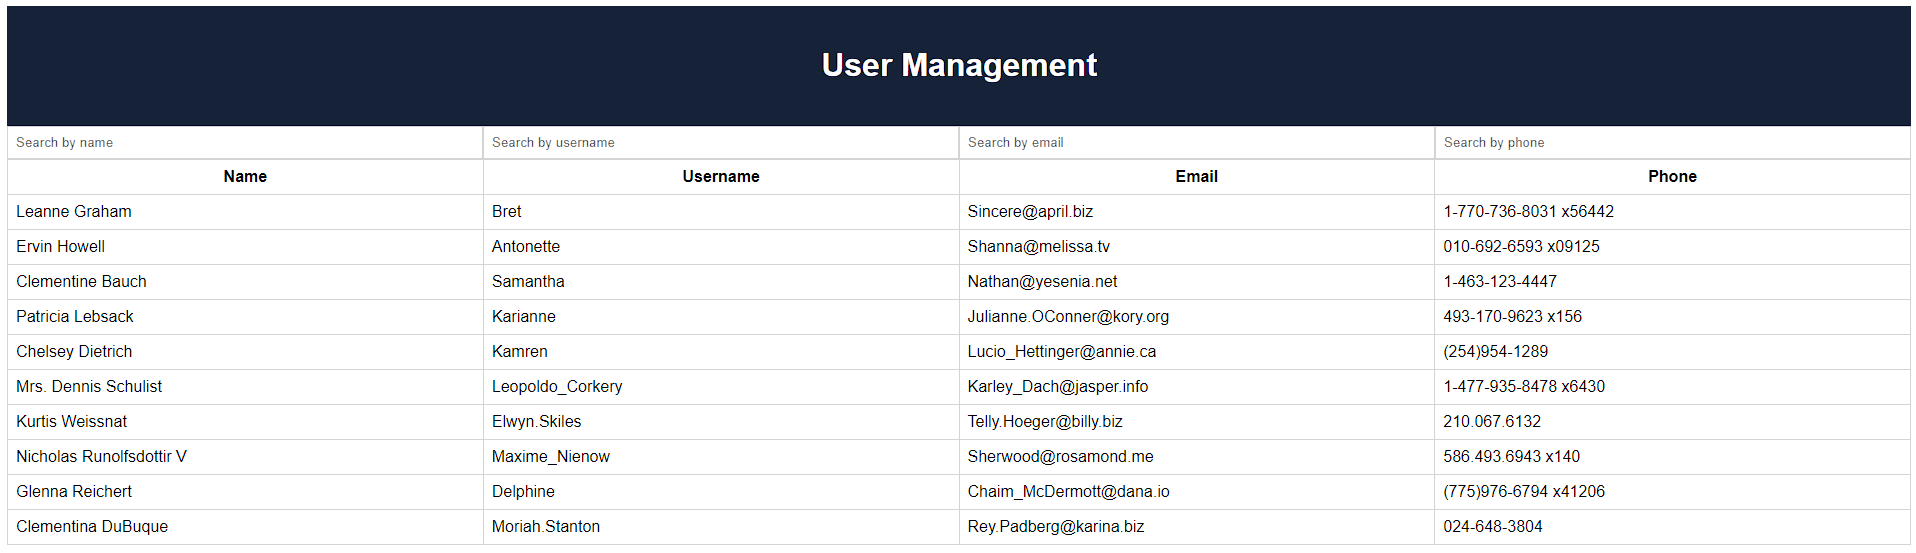 User Management
Search by name Search by username Search by email Search by phone
Name Username Email Phone
Leanne Graham Bret Sincere@april.biz 1-770-736-8031 x56442
Ervin Howell Antonette Shanna@melissa.tv 010-692-6593 x09125
Clementine Bauch Samantha Nathan@yesenia.net 1-463-123-4447
Patricia Lebsack Karianne Julianne.OConner@kory.org 493-170-9623 x156
Chelsey Dietrich Kamren Lucio_Hettinger@annie.ca (254)954-1289
Mrs. Dennis Schulist Leopoldo_Corkery Karley_Dach@jasper.info 1-477-935-8478 x6430
Kurtis Weissnat Elwyn.Skiles Telly.Hoeger@billy.biz 210.067.6132
Nicholas Runolfsdottir V Maxime_Nienow Sherwood@rosamond.me 586.493.6943 x140
Glenna Reichert Delphine Chaim_McDermott@dana.io (775)976-6794 x41206
Clementina DuBuque Moriah.Stanton Rey.Padberg@karina.biz 024-648-3804